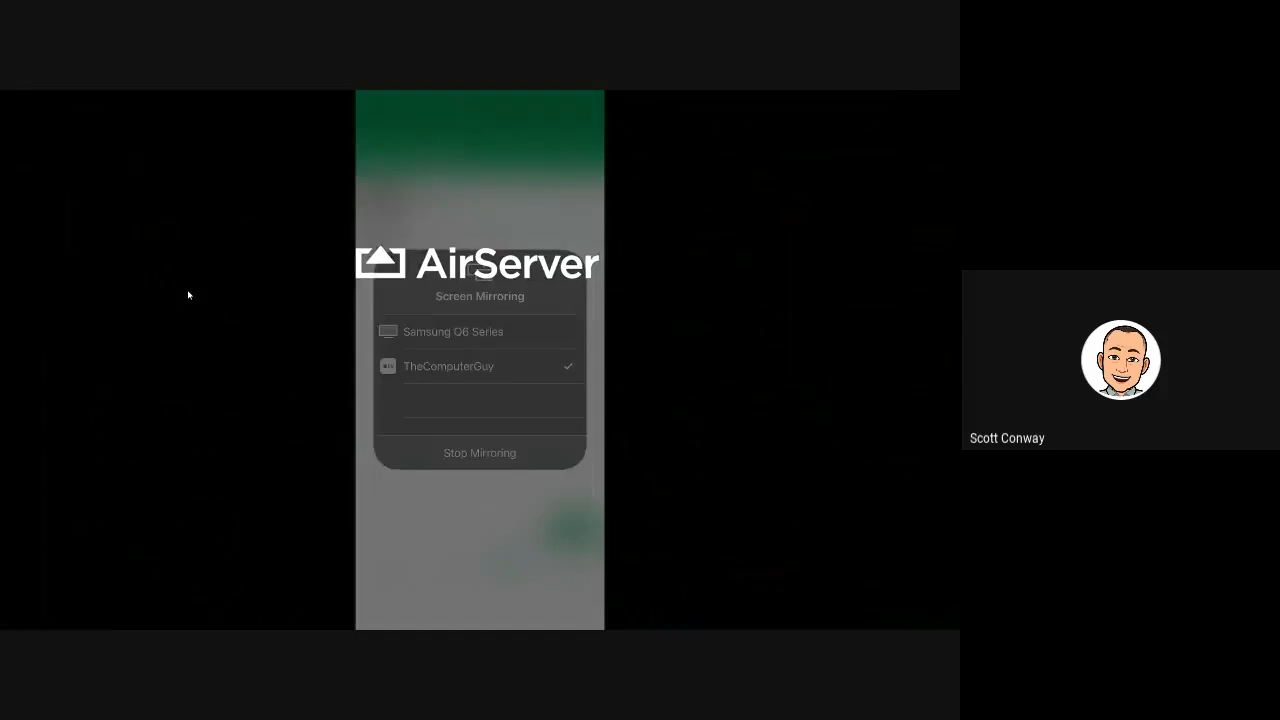 AirServer
Screen Mirroring
Samsung Q6 Series
TheComputerGuy
Stop Mirroring
Scott Conway